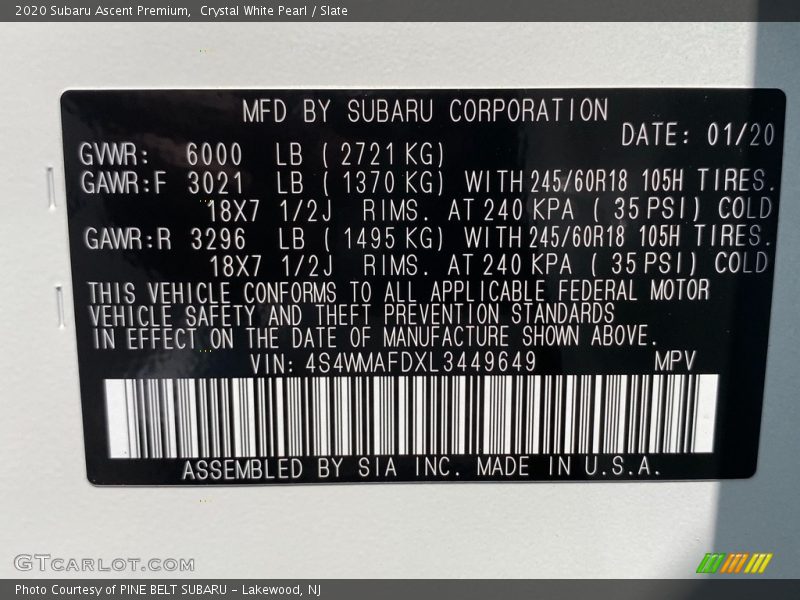 2020 Subaru Ascent Premium,  Crystal White Pearl / Slate
MFD BY SUBARU CORPORATION
DATE: 01/20
GVWR: 6000 LB ( 2721 KG)
GAWR:F 3021 LB ( 1370 KG) WITH 245/60R18 105H TIRES.
18X7 1/2J RIMS. AT 240 KPA ( 35 PSI) COLD
GAWR:R 3296 LB ( 1495 KG) WITH 245/60R18 105H TIRES.
18X7 1/2J RIMS. AT 240 KPA ( 35 PSI) COLD
THIS VEHICLE CONFORMS TO ALL APPLICABLE FEDERAL MOTOR
VEHICLE SAFETY AND THEFT PREVENTION STANDARDS
IN EFFECT ON THE DATE OF MANUFACTURE SHOWN ABOVE.
VIN: 4S4WMAFDXL3449649 MPV
ASSEMBLED BY SIA INC. MADE IN U.S.A.
GTCARLOT.COM
Photo Courtesy of PINE BELT SUBARU - Lakewood, NJ